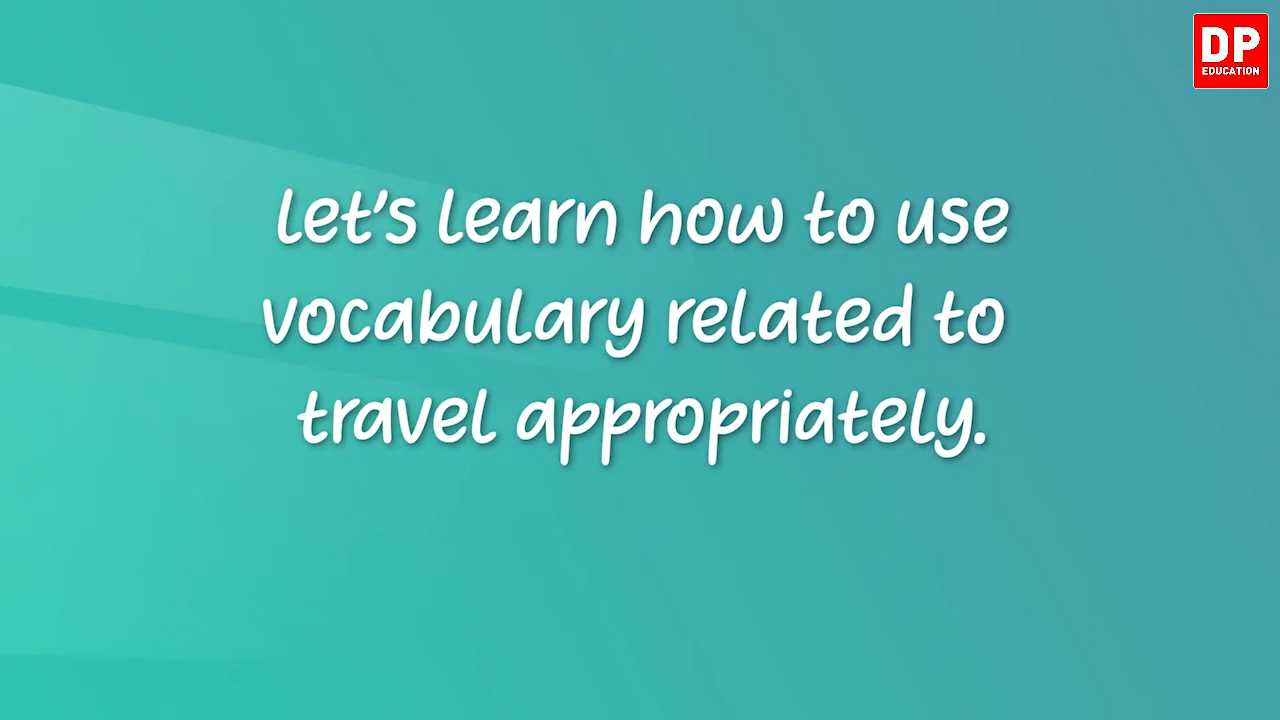 DP
EDUCATION
Let's learn how to use
vocabulary related to
travel appropriately.